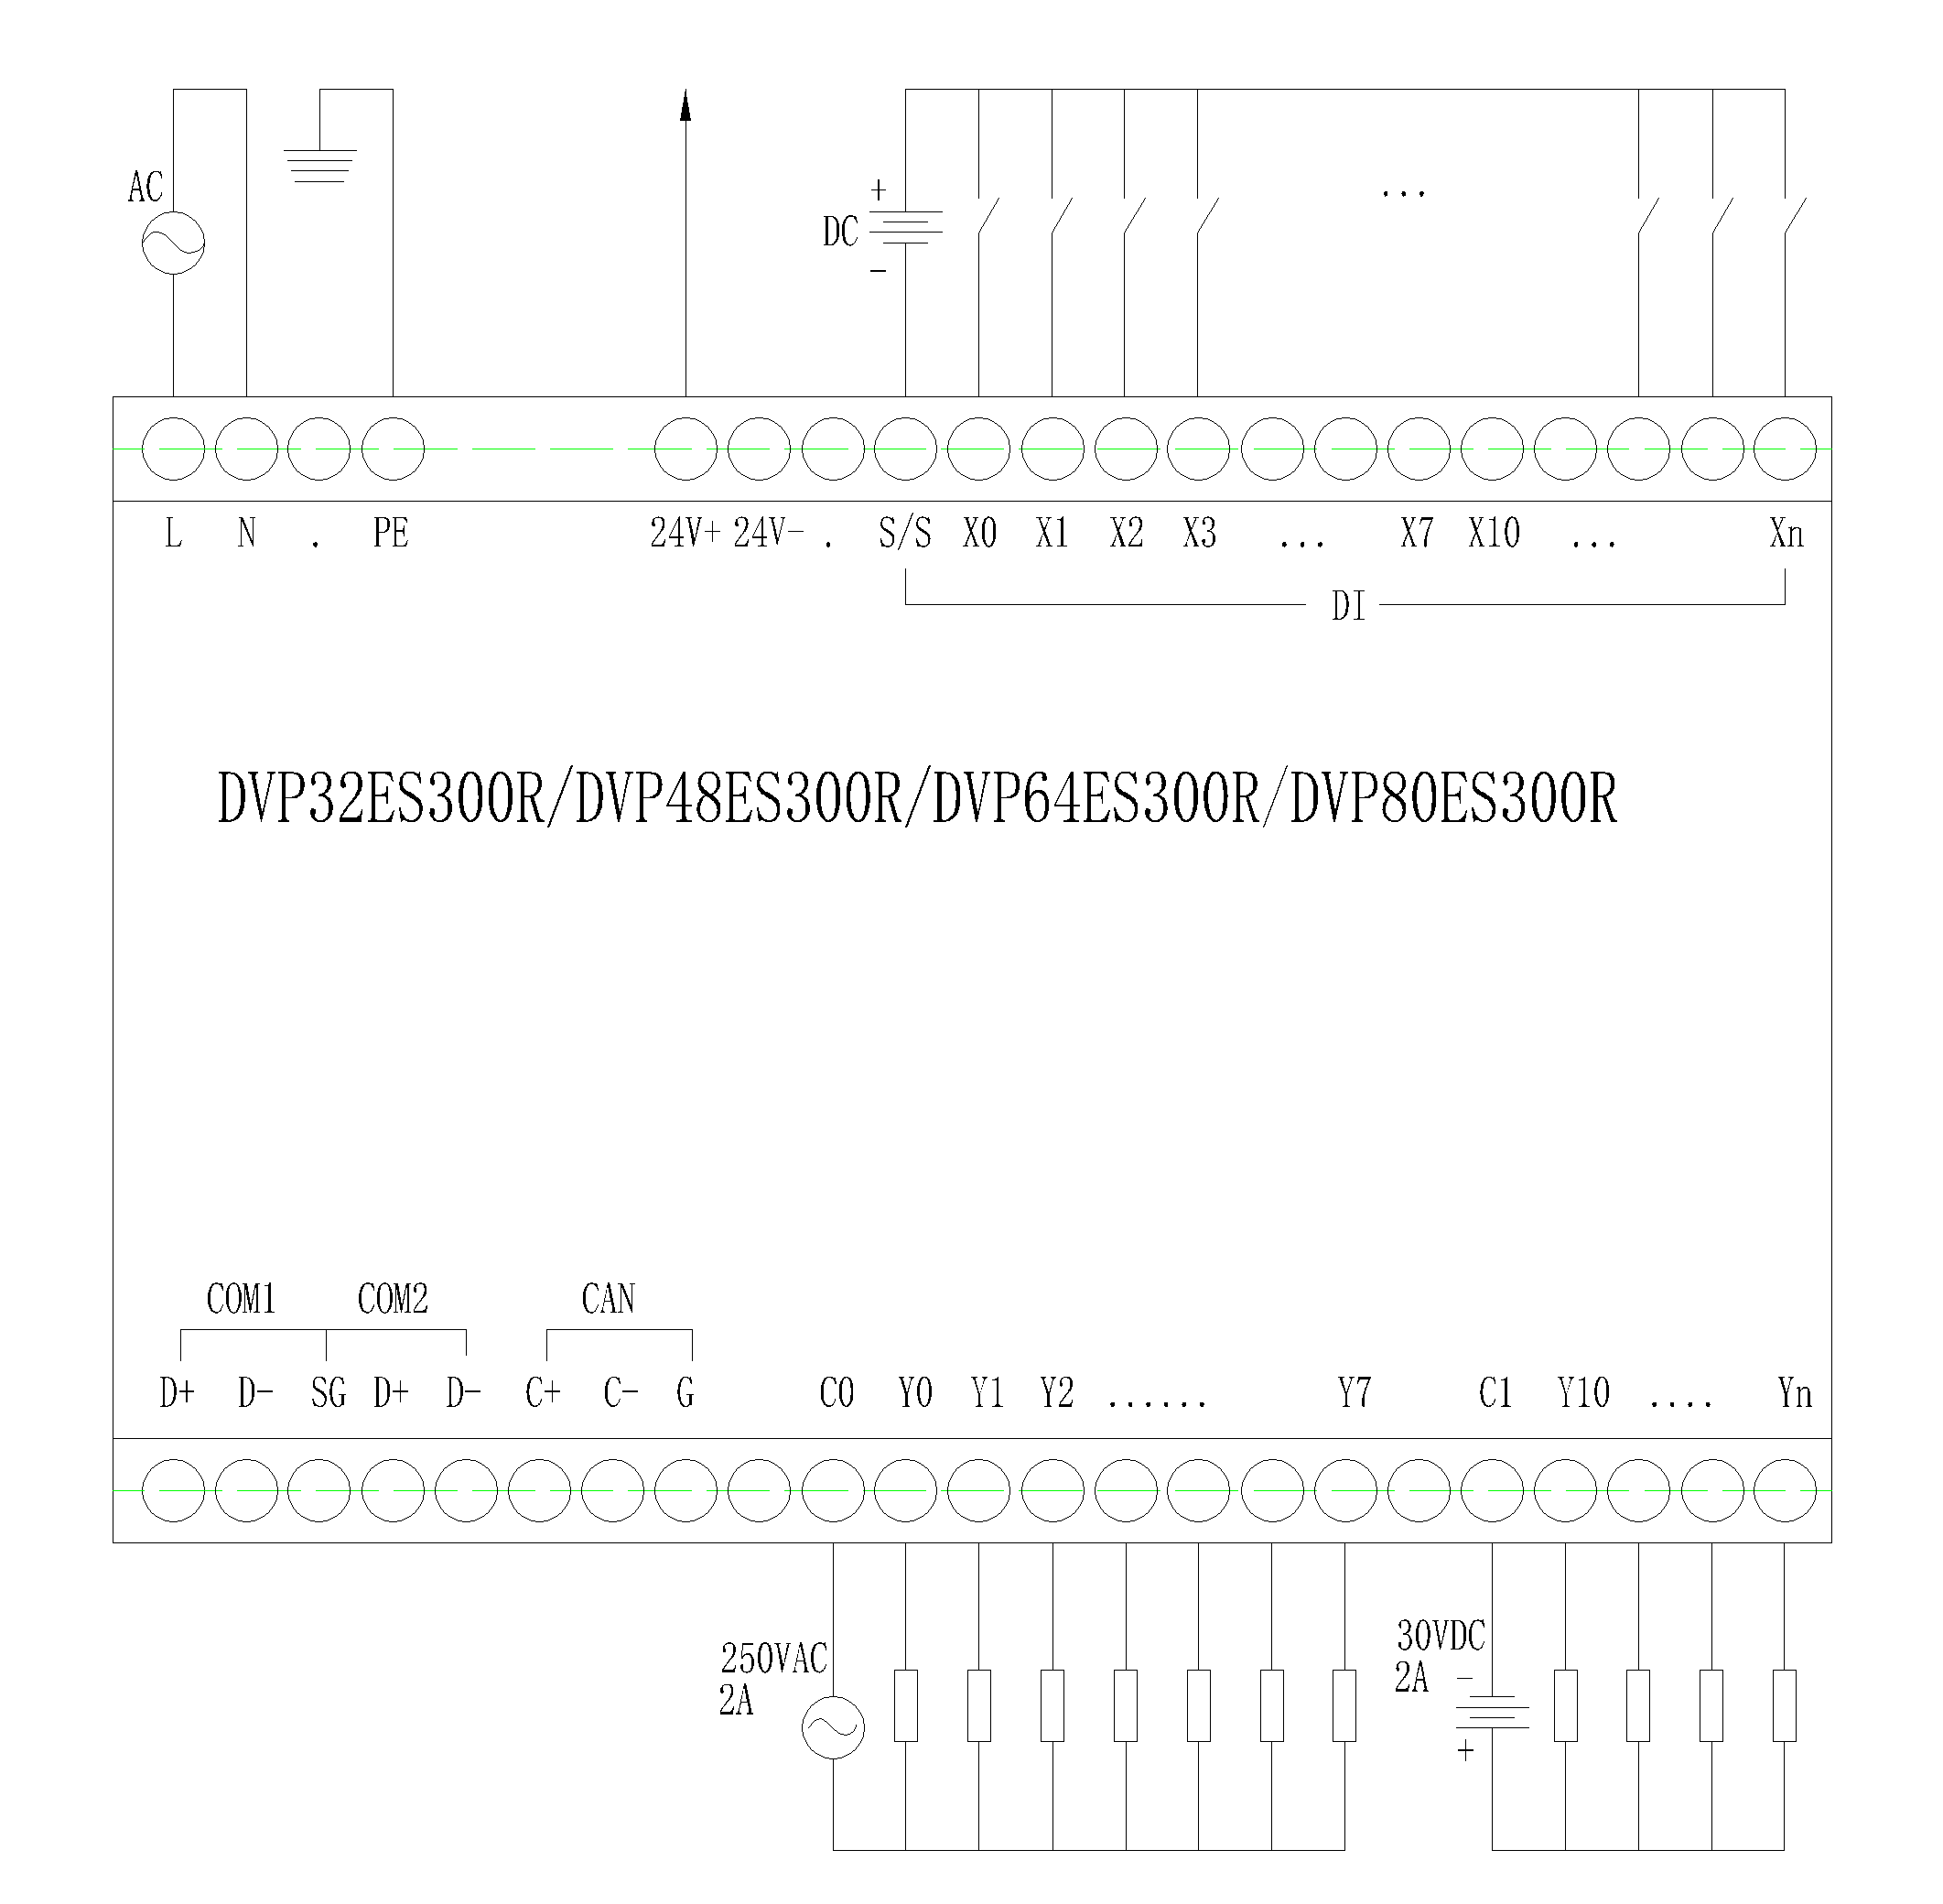 AC
+
DC
-
...
L N . PE 24V+ 24V- . S/S X0 X1 X2 X3 ... X7 X10 ... Xn
DI
DVP32ES300R/DVP48ES300R/DVP64ES300R/DVP80ES300R
COM1 COM2 CAN
D+ D- SG D+ D- C+ C- G C0 Y0 Y1 Y2 ...... Y7 C1 Y10 .... Yn
250VAC
2A
30VDC
2A -
+